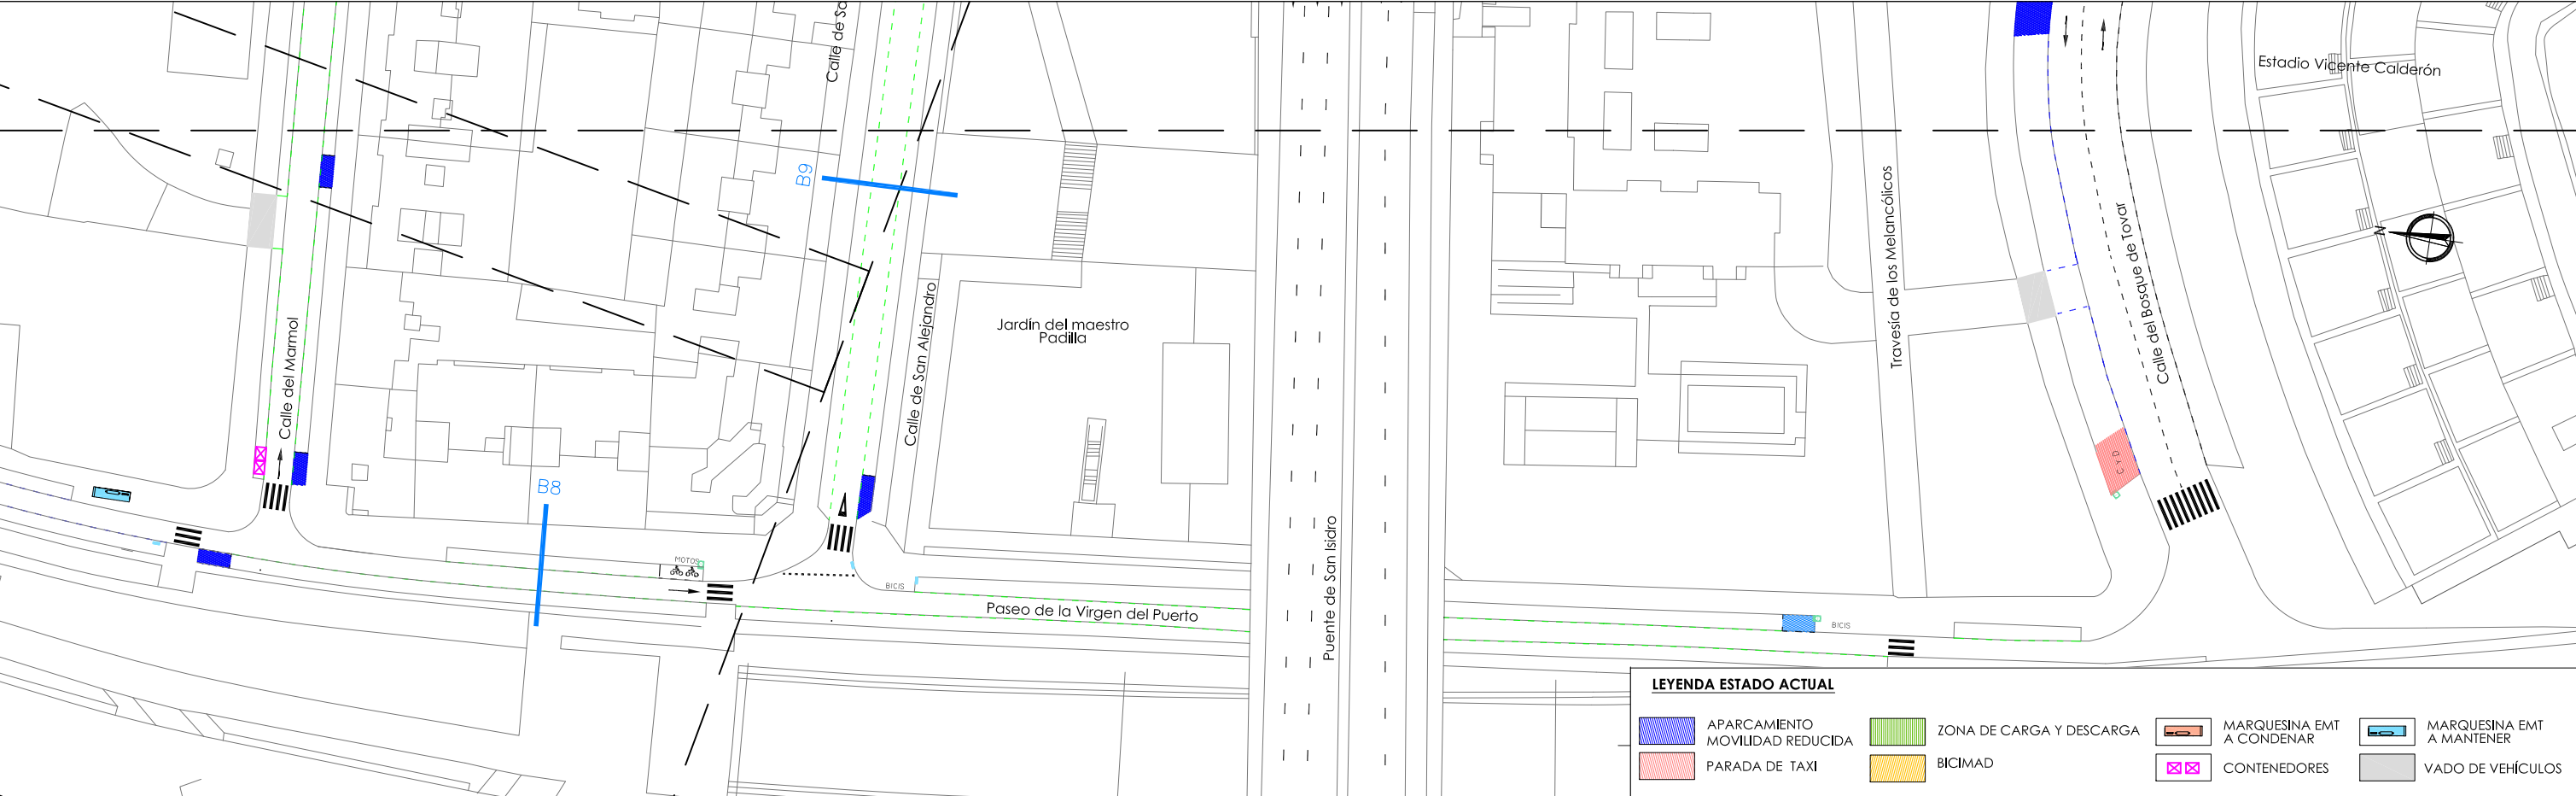 Calle de Sa
Estadio Vicente Calderón
B9
N
Travesía de los Melancólicos
Calle del Bosque de Tovar
Calle del Marmol
Calle de San Alejandro
Jardín del maestro
Padilla
C Y D
B8
MOTOS
BICIS
Paseo de la Virgen del Puerto
Puente de San Isidro
BICIS
LEYENDA ESTADO ACTUAL
APARCAMIENTO
MOVILIDAD REDUCIDA
ZONA DE CARGA Y DESCARGA
MARQUESINA EMT
A CONDENAR
MARQUESINA EMT
A MANTENER
PARADA DE TAXI
BICIMAD
CONTENEDORES
VADO DE VEHÍCULOS